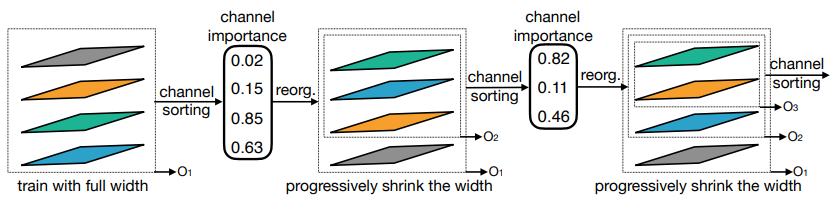 channel
importance
channel
importance
0.02
0.15
0.85
0.63
0.82
0.11
0.46
channel
sorting
reorg.
channel
sorting
reorg.
channel
sorting
O1
O2
O1
O3
O2
O1
train with full width
progressively shrink the width
progressively shrink the width